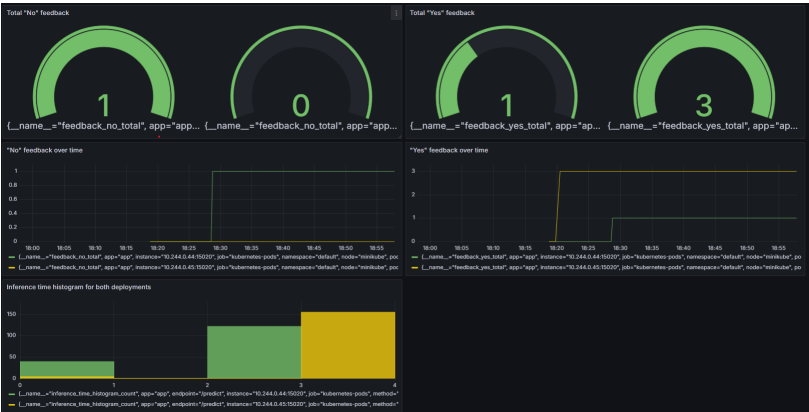 Total "No" feedback
1
0
{__name__="feedback_no_total", app="app... {__name__="feedback_no_total", app="app...
Total "Yes" feedback
1
3
{__name__="feedback_yes_total", app="app... {__name__="feedback_yes_total", app="app...
"No" feedback over time
1
0.8
0.6
0.4
0.2
0
18:00 18:05 18:10 18:15 18:20 18:25 18:30 18:35 18:40 18:45 18:50 18:55
{__name__="feedback_no_total", app="app", instance="10.244.0.44:15020", job="kubernetes-pods", namespace="default", node="minikube", poc
{__name__="feedback_no_total", app="app", instance="10.244.0.45:15020", job="kubernetes-pods", namespace="default", node="minikube", poc
"Yes" feedback over time
3
2
1
0
18:00 18:05 18:10 18:15 18:20 18:25 18:30 18:35 18:40 18:45 18:50 18:55
{__name__="feedback_yes_total", app="app", instance="10.244.0.44:15020", job="kubernetes-pods", namespace="default", node="minikube", po
{__name__="feedback_yes_total", app="app", instance="10.244.0.45:15020", job="kubernetes-pods", namespace="default", node="minikube", po
Inference time histogram for both deployments
150
100
50
0
0 1 2 3 4
{__name__="inference_time_histogram_count", app="app", endpoint="/predict", instance="10.244.0.44:15020", job="kubernetes-pods", method="
{__name__="inference_time_histogram_count", app="app", endpoint="/predict", instance="10.244.0.45:15020", job="kubernetes-pods", method="